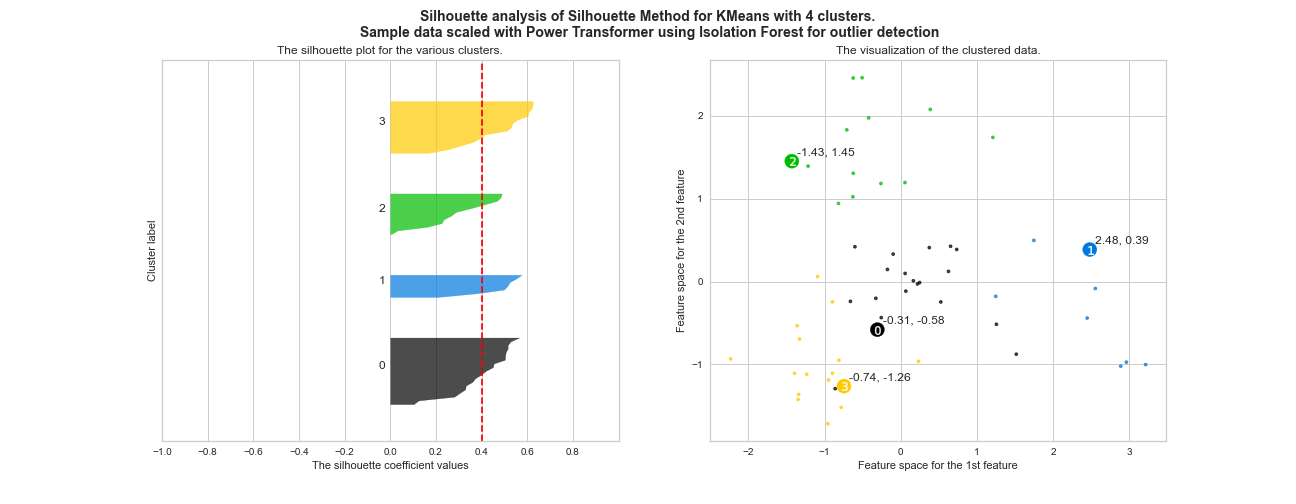 Silhouette analysis of Silhouette Method for KMeans with 4 clusters.
Sample data scaled with Power Transformer using Isolation Forest for outlier detection
The silhouette plot for the various clusters.
Cluster label
3
2
1
0
−1.0 −0.8 −0.6 −0.4 −0.2 0.0 0.2 0.4 0.6 0.8
The silhouette coefficient values
The visualization of the clustered data.
Feature space for the 2nd feature
2
1
0
−1
2 -1.43, 1.45
1 2.48, 0.39
0 -0.31, -0.58
3 -0.74, -1.26
−2 −1 0 1 2 3
Feature space for the 1st feature